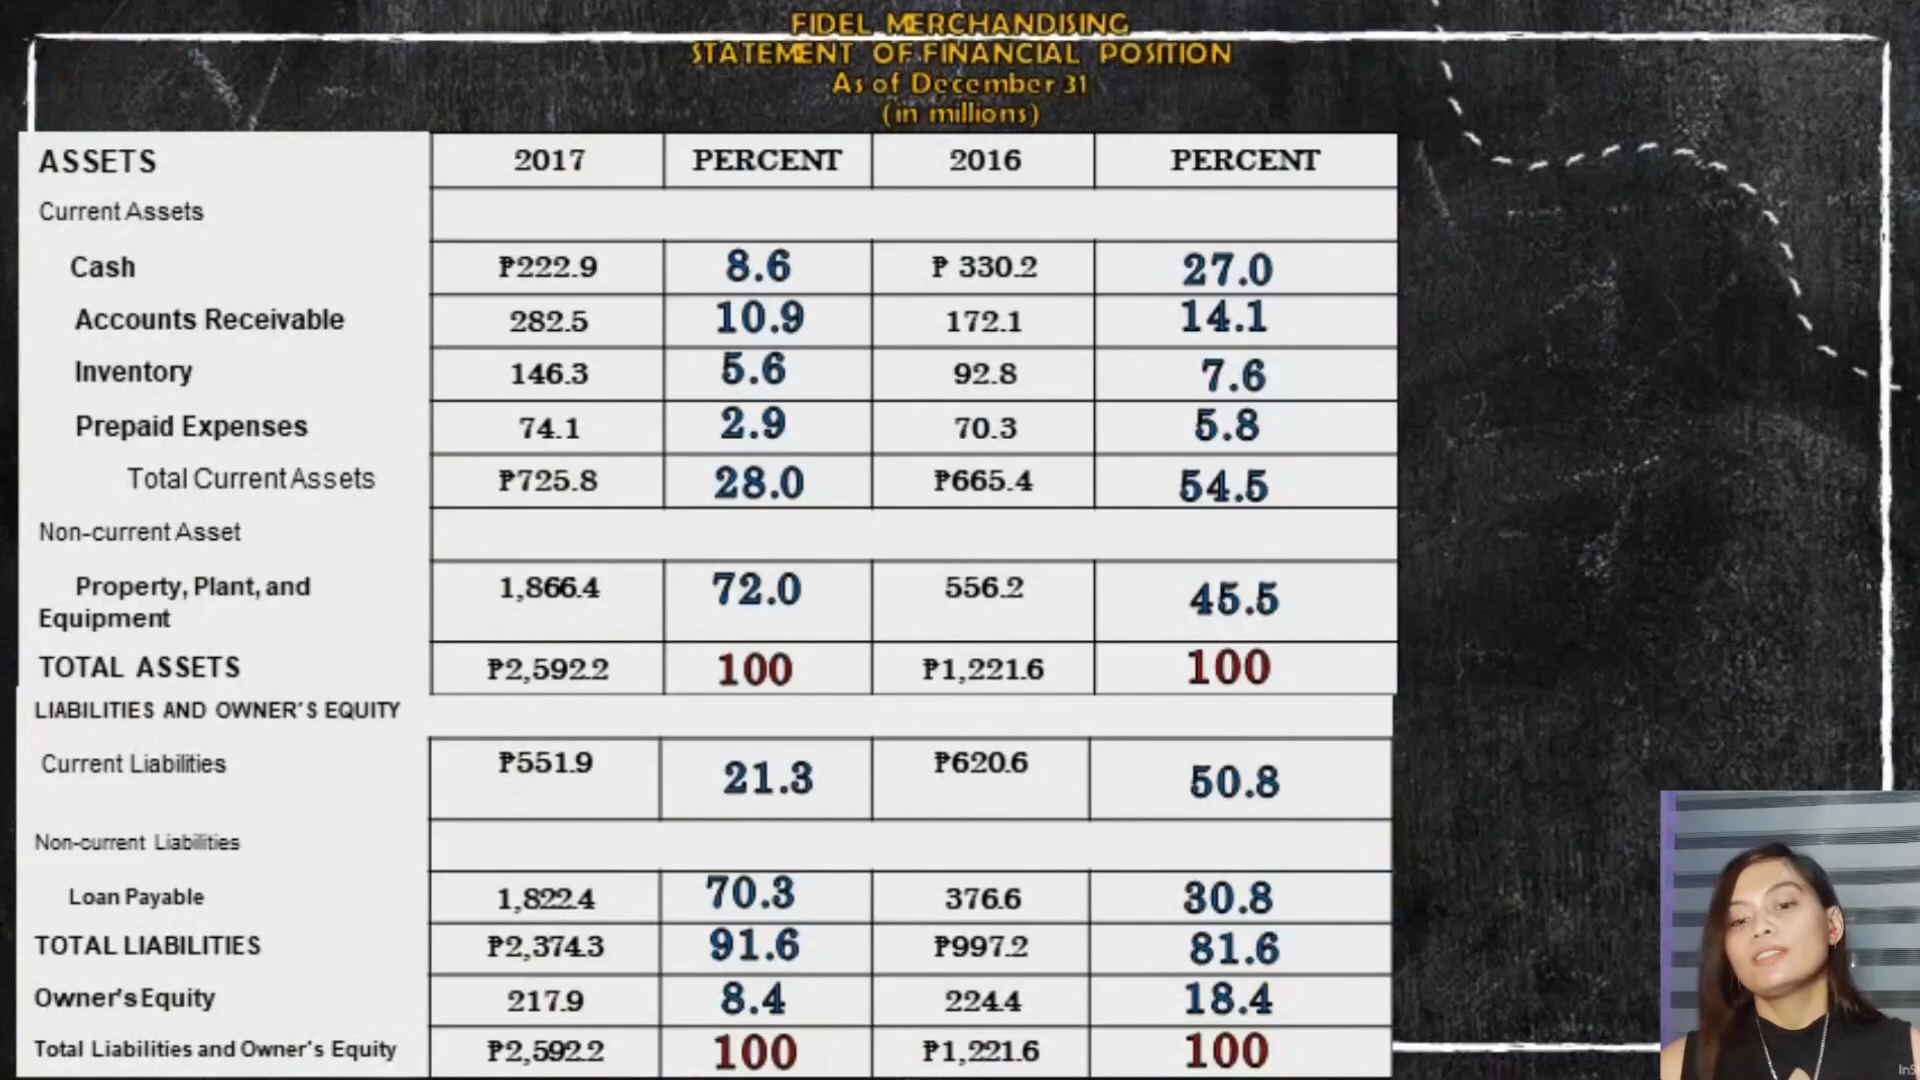 FIDEL MERCHANDISING
STATEMENT OF FINANCIAL POSITION
As of December 31
(in millions)
ASSETS 2017 PERCENT 2016 PERCENT
Current Assets
Cash ₱222.9 8.6 ₱ 330.2 27.0
Accounts Receivable 282.5 10.9 172.1 14.1
Inventory 146.3 5.6 92.8 7.6
Prepaid Expenses 74.1 2.9 70.3 5.8
Total Current Assets ₱725.8 28.0 ₱665.4 54.5
Non-current Asset
Property, Plant, and 1,866.4 72.0 556.2 45.5
Equipment
TOTAL ASSETS ₱2,592.2 100 ₱1,221.6 100
LIABILITIES AND OWNER'S EQUITY
Current Liabilities ₱551.9 21.3 ₱620.6 50.8
Non-current Liabilities
Loan Payable 1,822.4 70.3 376.6 30.8
TOTAL LIABILITIES ₱2,374.3 91.6 ₱997.2 81.6
Owner's Equity 217.9 8.4 224.4 18.4
Total Liabilities and Owner's Equity ₱2,592.2 100 ₱1,221.6 100